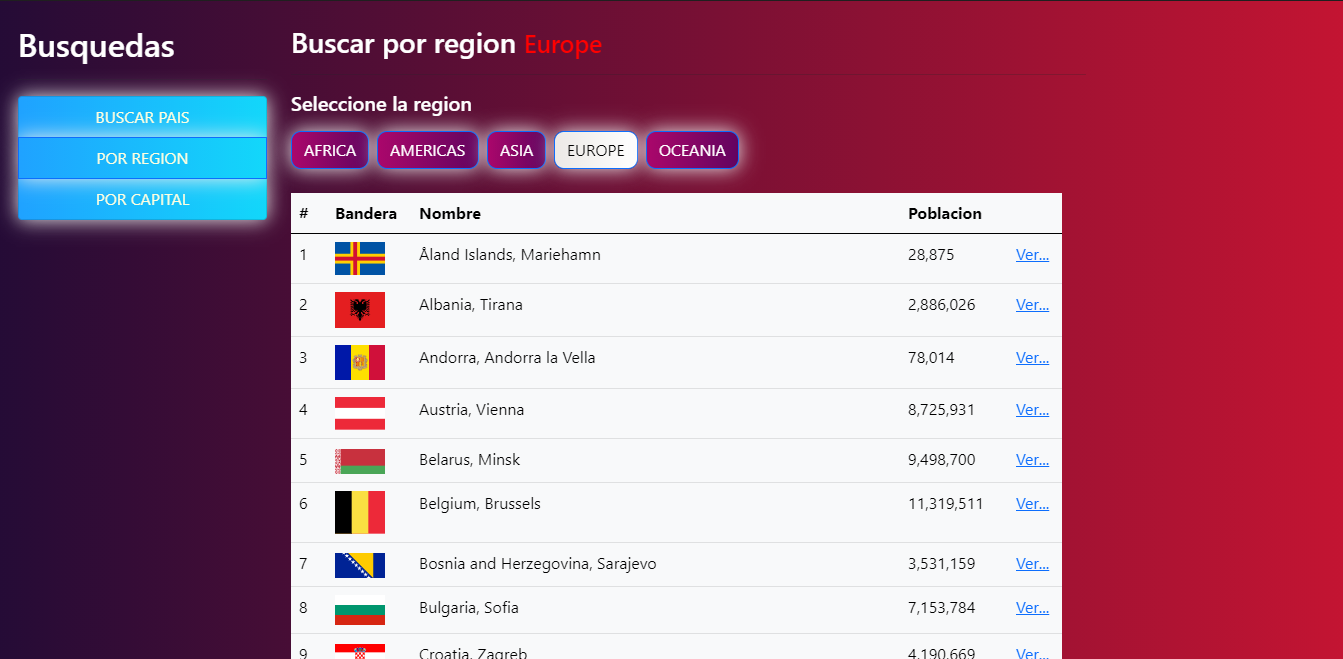 Busquedas
BUSCAR PAIS
POR REGION
POR CAPITAL
Buscar por region Europe
Seleccione la region
AFRICA AMERICAS ASIA EUROPE OCEANIA
# Bandera Nombre Poblacion
1 Åland Islands, Mariehamn 28,875 Ver...
2 Albania, Tirana 2,886,026 Ver...
3 Andorra, Andorra la Vella 78,014 Ver...
4 Austria, Vienna 8,725,931 Ver...
5 Belarus, Minsk 9,498,700 Ver...
6 Belgium, Brussels 11,319,511 Ver...
7 Bosnia and Herzegovina, Sarajevo 3,531,159 Ver...
8 Bulgaria, Sofia 7,153,784 Ver...
9 Croatia, Zagreb 4,190,669 Ver...